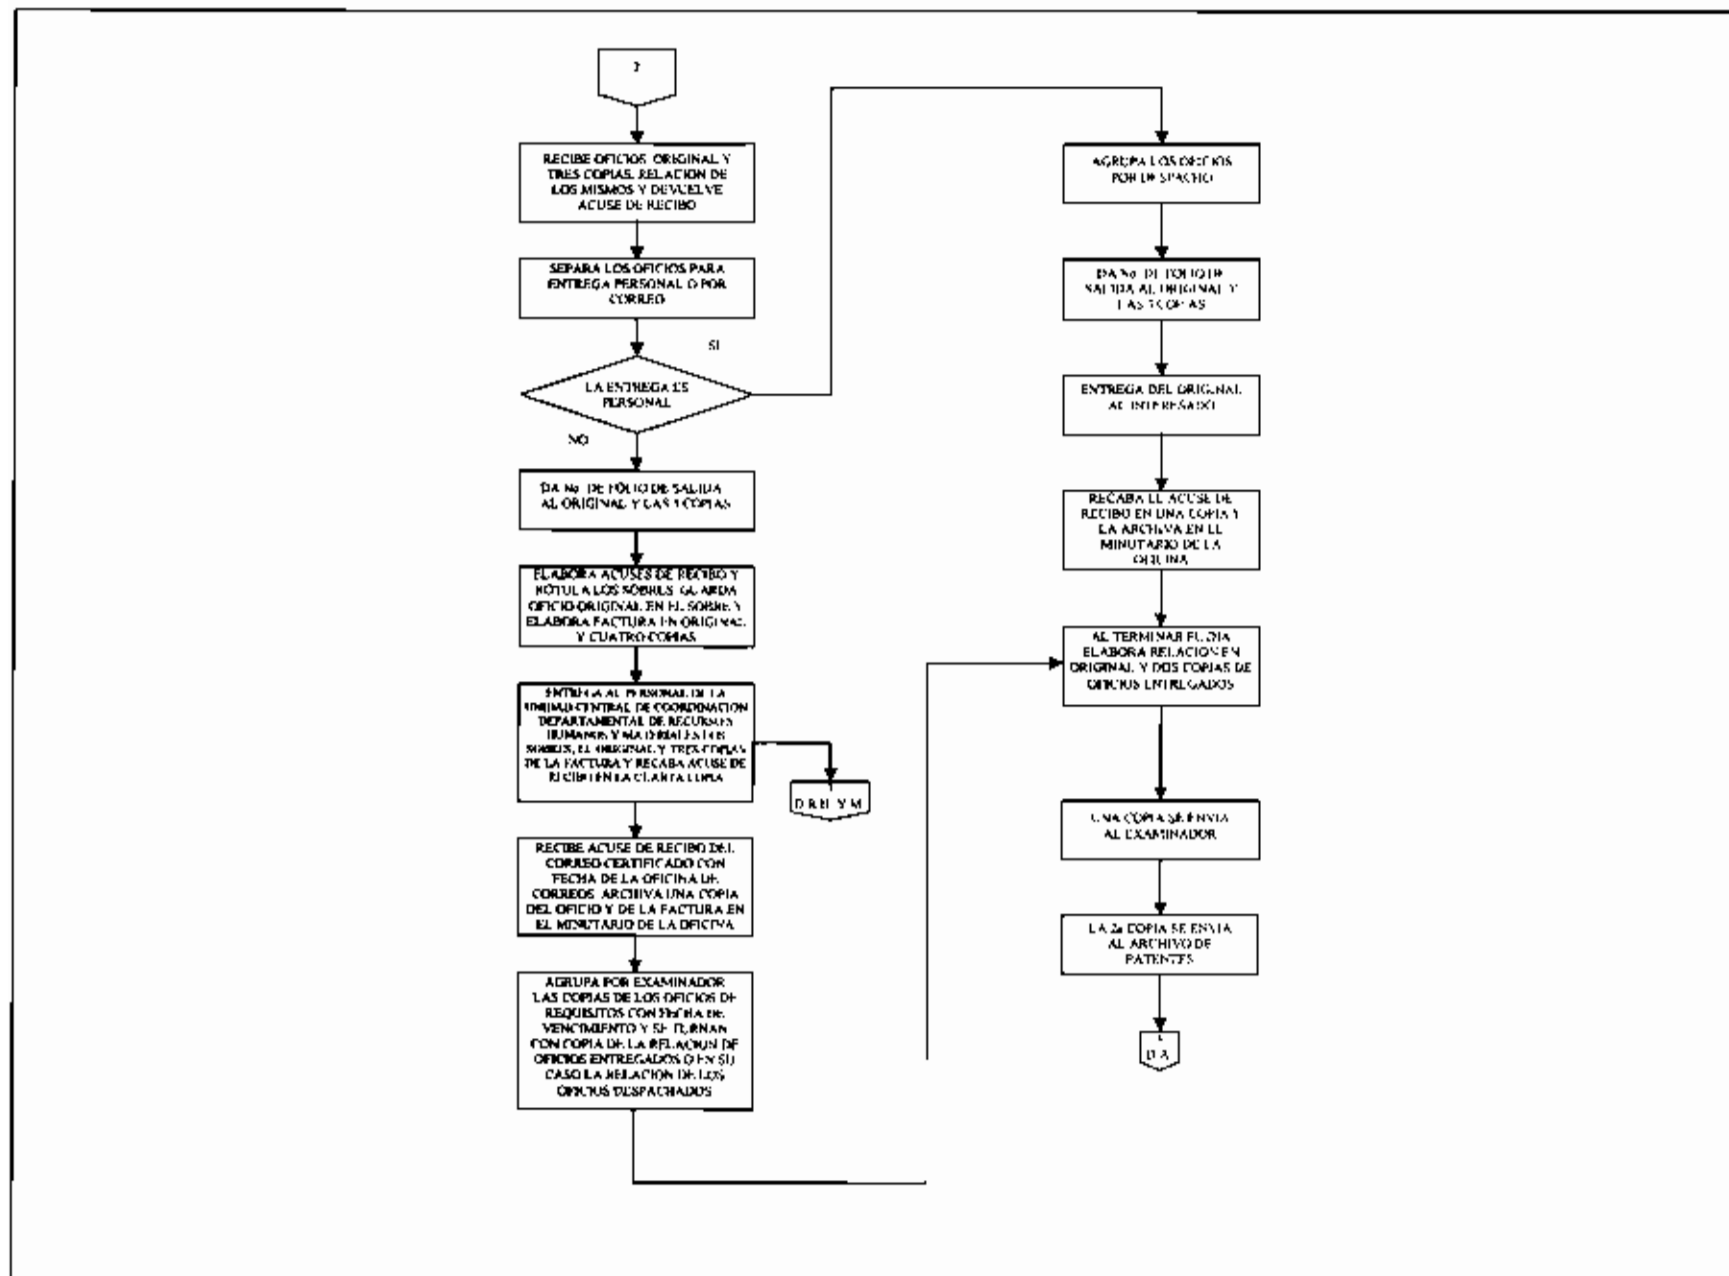 RECIBE OFICIOS ORIGINAL Y
TRES COPIAS, RELACION DE
LOS MISMOS Y DEVUELVE
ACUSE DE RECIBO
SEPARA LOS OFICIOS PARA
ENTREGA PERSONAL O POR
CORREO
SI
LA ENTREGA ES
PERSONAL
NO
DA No. DE FOLIO DE SALIDA
AL ORIGINAL Y LAS COPIAS
ELABORA ACUSES DE RECIBO Y
ROTULA LOS SOBRES, GUARDA
OFICIO ORIGINAL EN EL SOBRE Y
ELABORA FACTURA EN ORIGINAL
Y CUATRO COPIAS
ENTREGA AL PERSONAL DE LA
UNIDAD CENTRAL DE COORDINACION
DEPARTAMENTAL DE RECURSOS
HUMANOS Y MATERIALES LOS
SOBRES, EL ORIGINAL Y TRES COPIAS
DE LA FACTURA Y RECABA ACUSE DE
RECIBO EN LA CUARTA COPIA
D R H Y M
RECIBE ACUSE DE RECIBO DEL
CORREO CERTIFICADO CON
FECHA DE LA OFICINA DE
CORREOS ARCHIVA UNA COPIA
DEL OFICIO Y DE LA FACTURA EN
EL MINUTARIO DE LA OFICINA
AGRUPA POR EXAMINADOR
LAS COPIAS DE LOS OFICIOS DE
REQUISITOS CON FECHA DE
VENCIMIENTO Y SE TURNAN
CON COPIA DE LA RELACION DE
OFICIOS ENTREGADOS O EN SU
CASO LA RELACION DE LOS
OFICIOS DESPACHADOS
AGRUPA LOS OFICIOS
POR DESPACHO
DA No. DE FOLIO DE
SALIDA AL ORIGINAL Y
LAS COPIAS
ENTREGA DEL ORIGINAL
AL INTERESADO
RECABA EL ACUSE DE
RECIBO EN UNA COPIA Y
LA ARCHIVA EN EL
MINUTARIO DE LA
OFICINA
AL TERMINAR EL DIA
ELABORA RELACION EN
ORIGINAL Y DOS COPIAS DE
OFICIOS ENTREGADOS
UNA COPIA SE ENVIA
AL EXAMINADOR
LA 2a COPIA SE ENVIA
AL ARCHIVO DE
PATENTES
D A